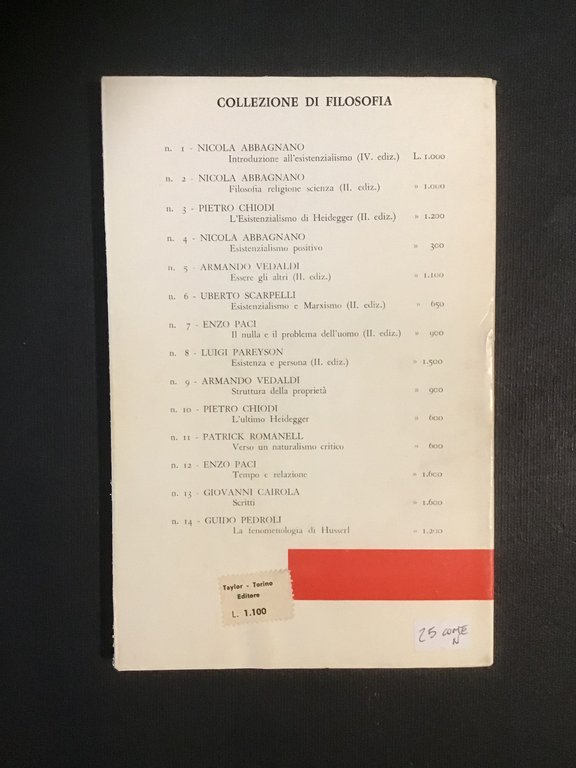 COLLEZIONE DI FILOSOFIA
n. 1 - NICOLA ABBAGNANO
Introduzione all'esistenzialismo (IV. ediz.) L. 1.000
n. 2 - NICOLA ABBAGNANO
Filosofia religione scienza (II. ediz.) » 1.000
n. 3 - PIETRO CHIODI
L'Esistenzialismo di Heidegger (II. ediz.) » 1.200
n. 4 - NICOLA ABBAGNANO
Esistenzialismo positivo » 300
n. 5 - ARMANDO VEDALDI
Essere gli altri (II. ediz.) » 1.100
n. 6 - UBERTO SCARPELLI
Esistenzialismo e Marxismo (II. ediz.) » 650
n. 7 - ENZO PACI
Il nulla e il problema dell'uomo (II. ediz.) » 900
n. 8 - LUIGI PAREYSON
Esistenza e persona (II. ediz.) » 1.500
n. 9 - ARMANDO VEDALDI
Struttura della proprietà » 900
n. 10 - PIETRO CHIODI
L'ultimo Heidegger » 600
n. 11 - PATRICK ROMANELL
Verso un naturalismo critico » 600
n. 12 - ENZO PACI
Tempo e relazione » 1.600
n. 13 - GIOVANNI CAIROLA
Scritti » 1.600
n. 14 - GUIDO PEDROLI
La fenomenologia di Husserl » 1.200
Taylor - Torino
Editore
L. 1.100
25 COME
N